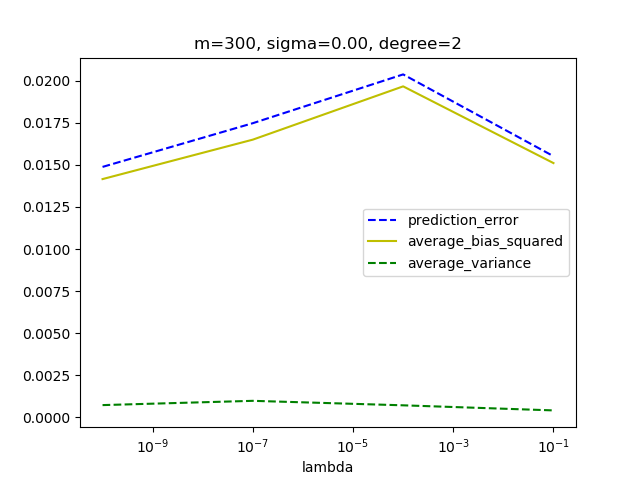 m=300, sigma=0.00, degree=2
0.0200
0.0175
0.0150
0.0125
0.0100
0.0075
0.0050
0.0025
0.0000
prediction_error
average_bias_squared
average_variance
10⁻⁹ 10⁻⁷ 10⁻⁵ 10⁻³ 10⁻¹
lambda